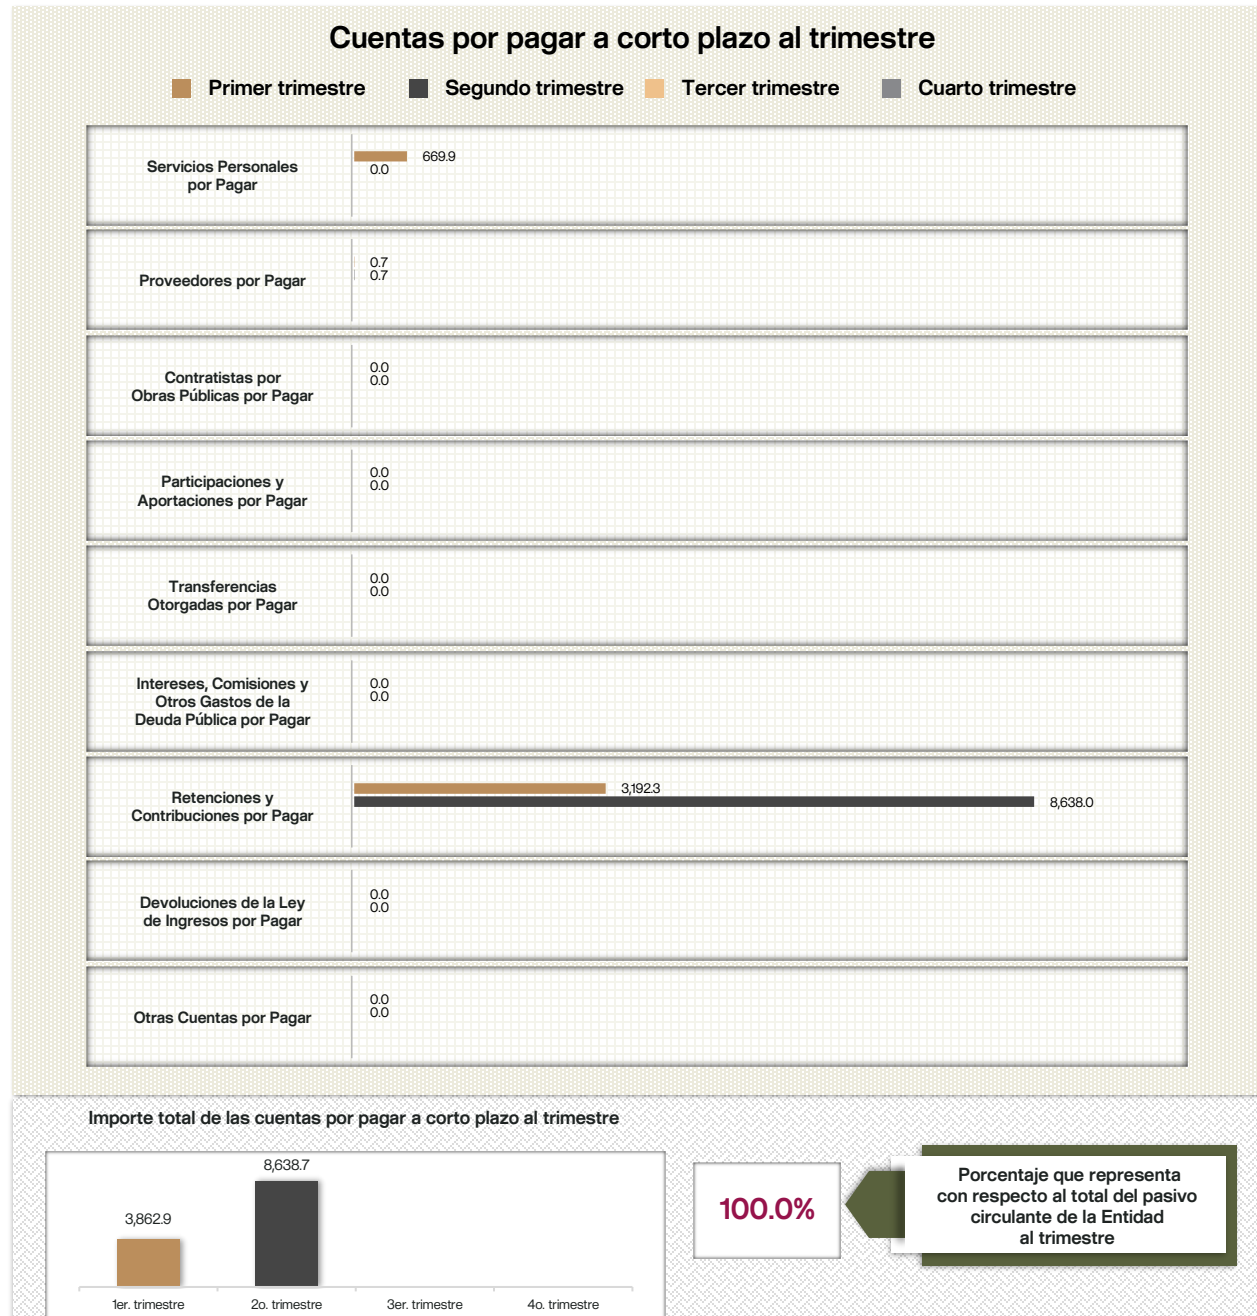 Cuentas por pagar a corto plazo al trimestre
Primer trimestre Segundo trimestre Tercer trimestre Cuarto trimestre
Servicios Personales
por Pagar
669.9
0.0
Proveedores por Pagar
0.7
0.7
Contratistas por
Obras Públicas por Pagar
0.0
0.0
Participaciones y
Aportaciones por Pagar
0.0
0.0
Transferencias
Otorgadas por Pagar
0.0
0.0
Intereses, Comisiones y
Otros Gastos de la
Deuda Pública por Pagar
0.0
0.0
Retenciones y
Contribuciones por Pagar
3,192.3
8,638.0
Devoluciones de la Ley
de Ingresos por Pagar
0.0
0.0
Otras Cuentas por Pagar
0.0
0.0
Importe total de las cuentas por pagar a corto plazo al trimestre
3,862.9
8,638.7
1er. trimestre 2o. trimestre 3er. trimestre 4o. trimestre
100.0%
Porcentaje que representa
con respecto al total del pasivo
circulante de la Entidad
al trimestre